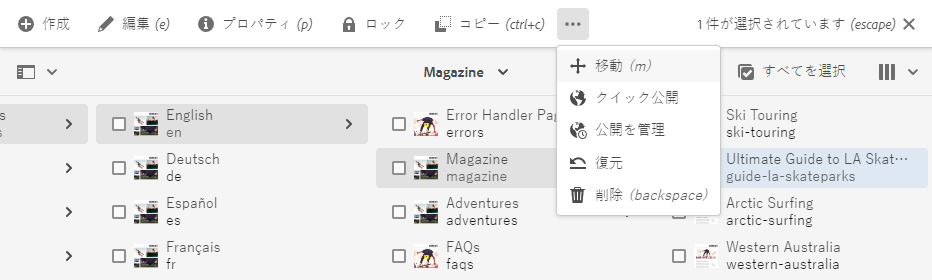 作成 編集 (e) プロパティ (p) ロック コピー (ctrl+c) 1 件が選択されています (escape)
Magazine すべてを選択
移動 (m)
クイック公開
公開を管理
復元
削除 (backspace)
s
English
en
Deutsch
de
Español
es
Français
fr
Error Handler Pag
errors
Magazine
magazine
Adventures
adventures
FAQs
faqs
Ski Touring
ski-touring
Ultimate Guide to LA Skat···
guide-la-skateparks
Arctic Surfing
arctic-surfing
Western Australia
western-australia